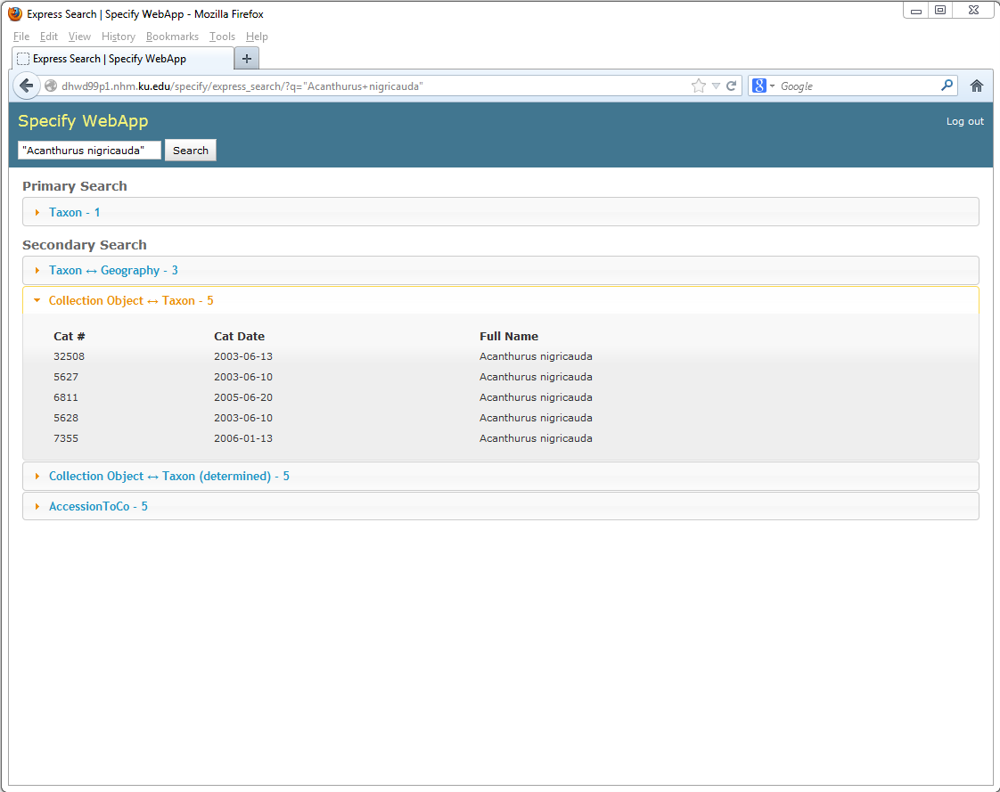 Express Search | Specify WebApp - Mozilla Firefox
File Edit View History Bookmarks Tools Help
Express Search | Specify WebApp
dhwd99p1.nhm.ku.edu/specify/express_search/?q="Acanthurus+nigricauda"
8 Google
Specify WebApp
Log out
"Acanthurus nigricauda" Search
Primary Search
Taxon - 1
Secondary Search
Taxon ↔ Geography - 3
Collection Object ↔ Taxon - 5
Cat # Cat Date Full Name
32508 2003-06-13 Acanthurus nigricauda
5627 2003-06-10 Acanthurus nigricauda
6811 2005-06-20 Acanthurus nigricauda
5628 2003-06-10 Acanthurus nigricauda
7355 2006-01-13 Acanthurus nigricauda
Collection Object ↔ Taxon (determined) - 5
AccessionToCo - 5